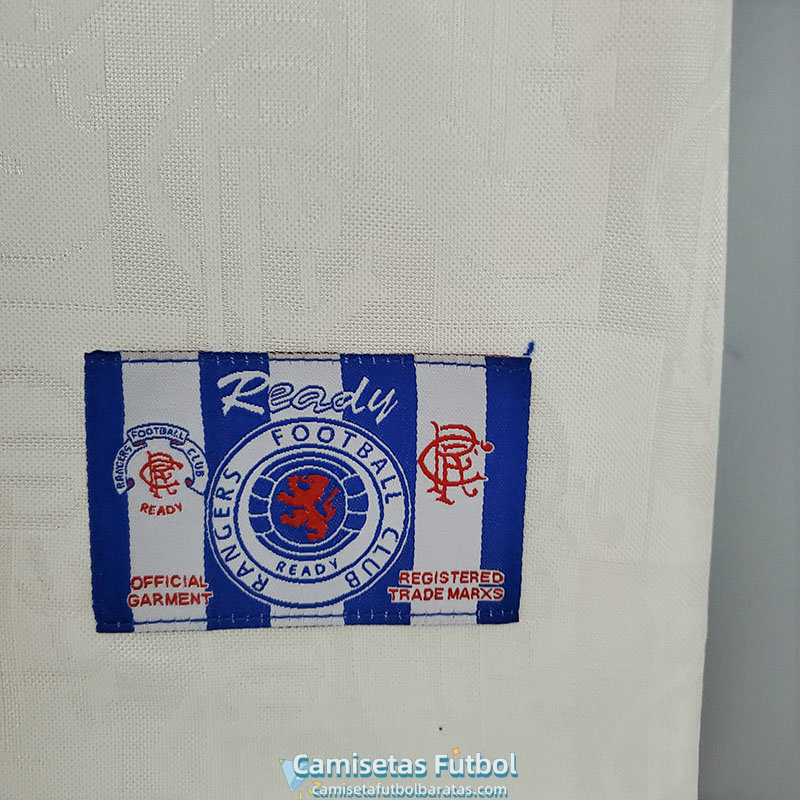 Ready
RANGERS FOOTBALL CLUB
READY
RANGERS FOOTBALL CLUB
READY
OFFICIAL
GARMENT
REGISTERED
TRADE MARXS
Camisetas Futbol
camisetafutbolbaratas.com